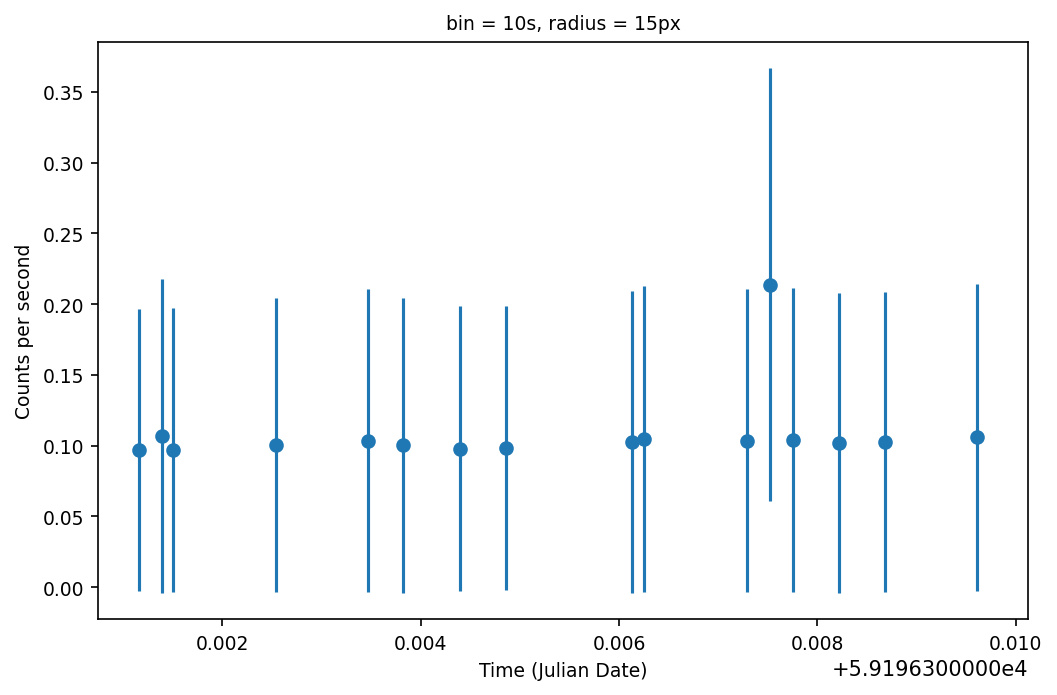 bin = 10s, radius = 15px
Counts per second
0.35
0.30
0.25
0.20
0.15
0.10
0.05
0.00
0.002 0.004 0.006 0.008 0.010
Time (Julian Date)
+5.9196300000e4